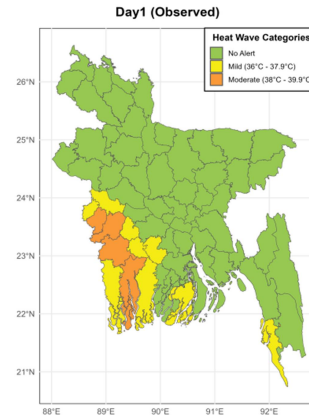 Day1 (Observed)
Heat Wave Categories
No Alert
Mild (36°C - 37.9°C)
Moderate (38°C - 39.9°C)
26°N
25°N
24°N
23°N
22°N
21°N
88°E
89°E
90°E
91°E
92°E